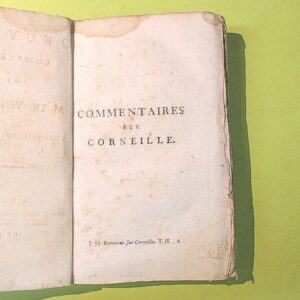 COMMENTAIRES
SUR
CORNEILLE.
T. 71. Comment. sur Corneille. T. II. A